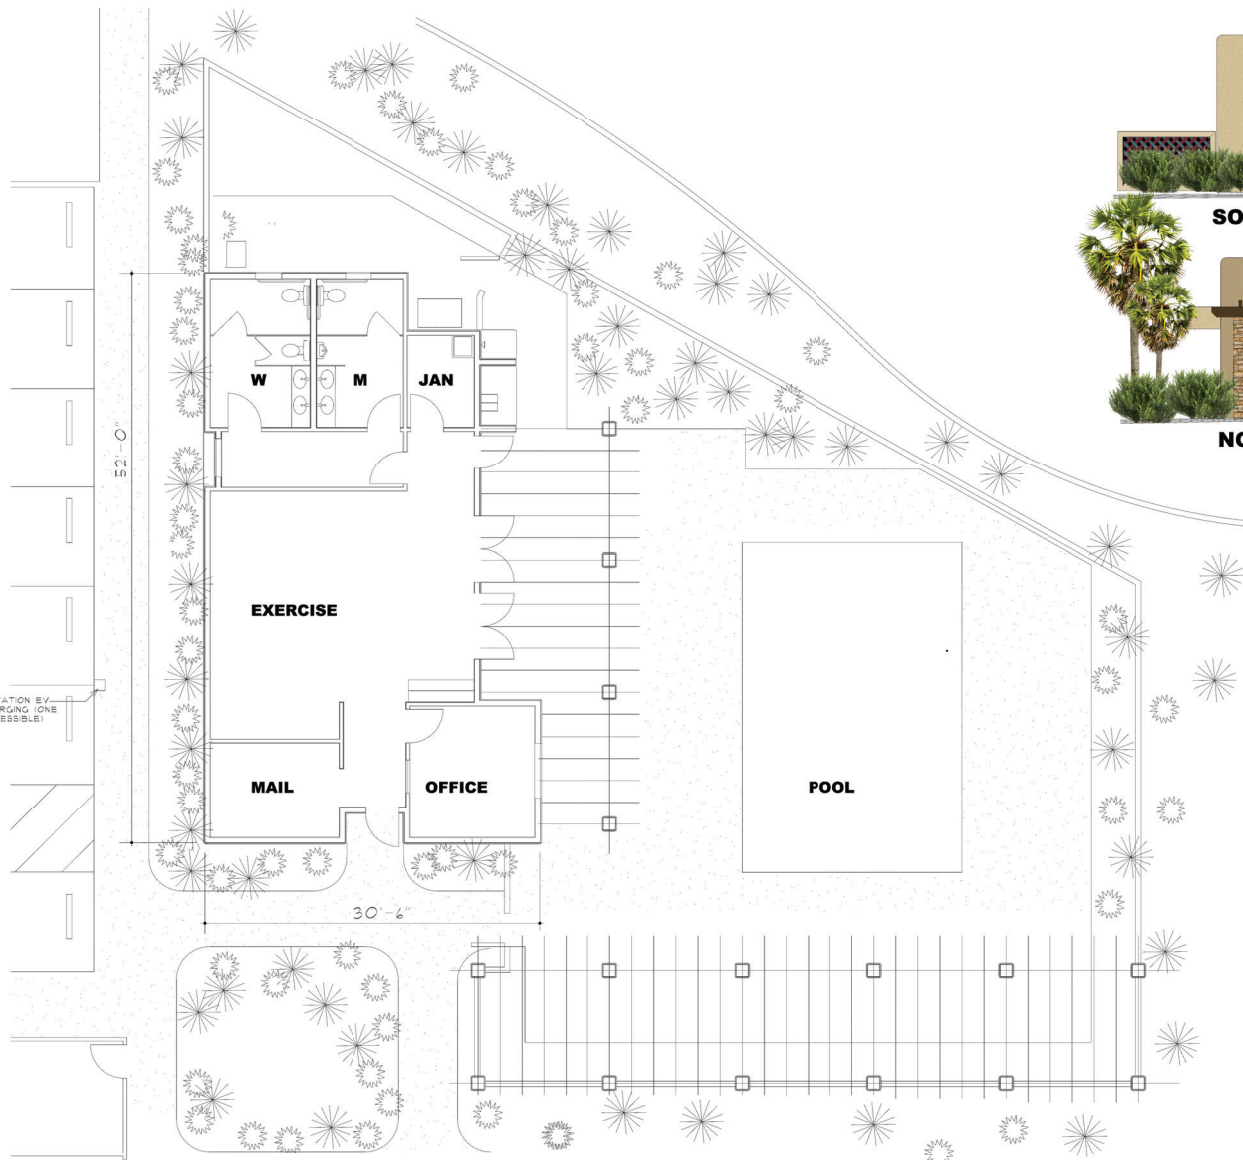 SO
NO
W
M
JAN
52'-0"
EXERCISE
ATION EV
RGING (ONE
ESSIBLE)
MAIL
OFFICE
POOL
30'-6"